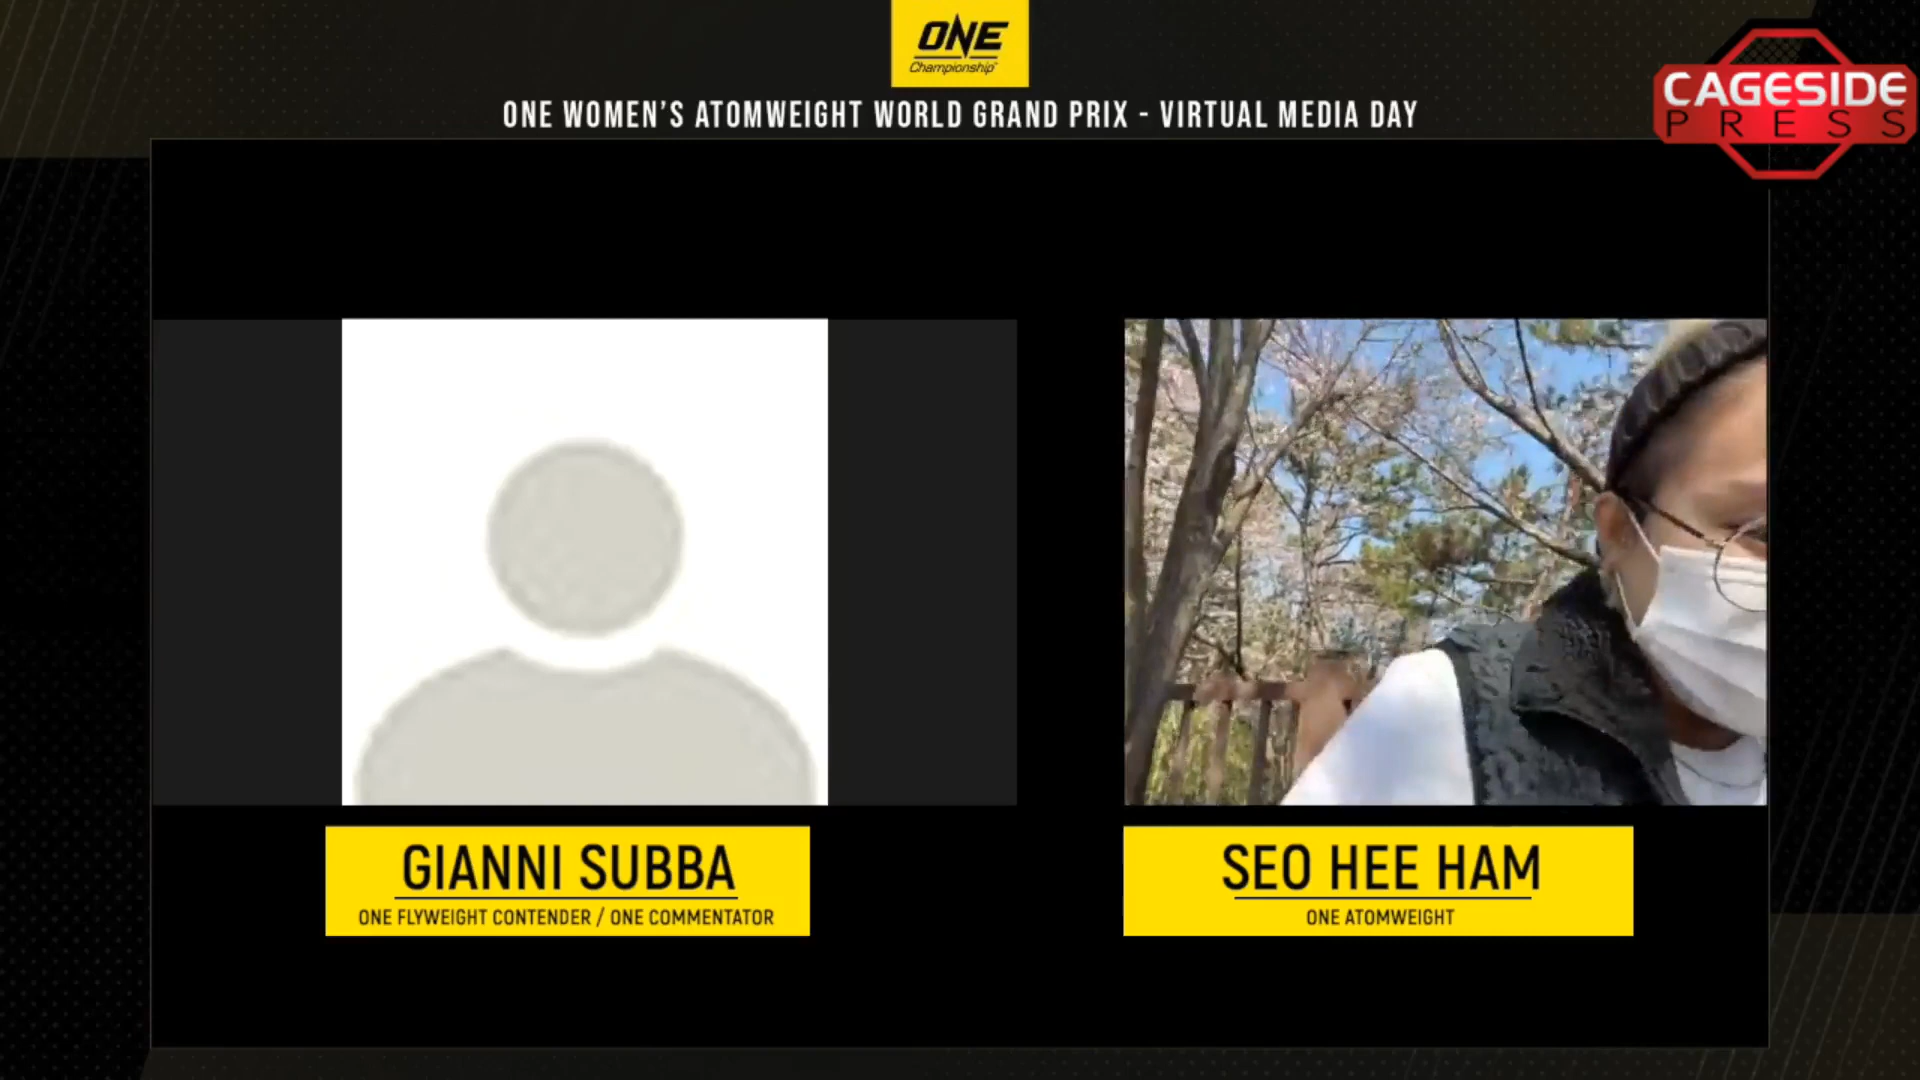 ONE
Championship
CAGESIDE
PRESS
ONE WOMEN'S ATOMWEIGHT WORLD GRAND PRIX - VIRTUAL MEDIA DAY
GIANNI SUBBA
ONE FLYWEIGHT CONTENDER / ONE COMMENTATOR
SEO HEE HAM
ONE ATOMWEIGHT